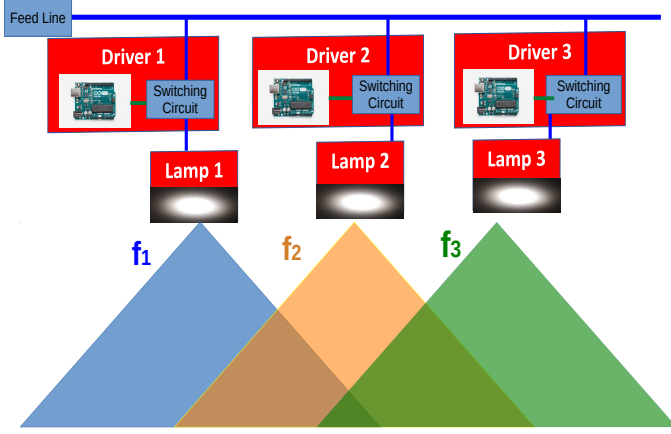 Feed Line
Driver 1
Driver 2
Driver 3
Switching
Circuit
Switching
Circuit
Switching
Circuit
Lamp 1
Lamp 2
Lamp 3
f1
f2
f3